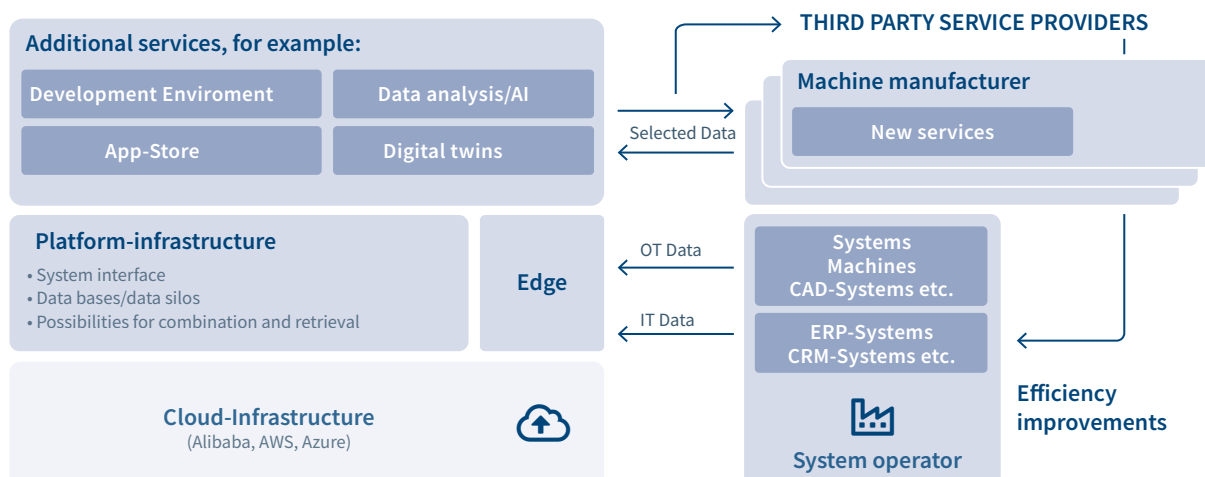 Additional services, for example:
Development Enviroment
Data analysis/AI
App-Store
Digital twins
Selected Data
THIRD PARTY SERVICE PROVIDERS
Machine manufacturer
New services
Platform-infrastructure
• System interface
• Data bases/data silos
• Possibilities for combination and retrieval
Edge
OT Data
IT Data
Systems
Machines
CAD-Systems etc.
ERP-Systems
CRM-Systems etc.
System operator
Efficiency
improvements
Cloud-Infrastructure
(Alibaba, AWS, Azure)